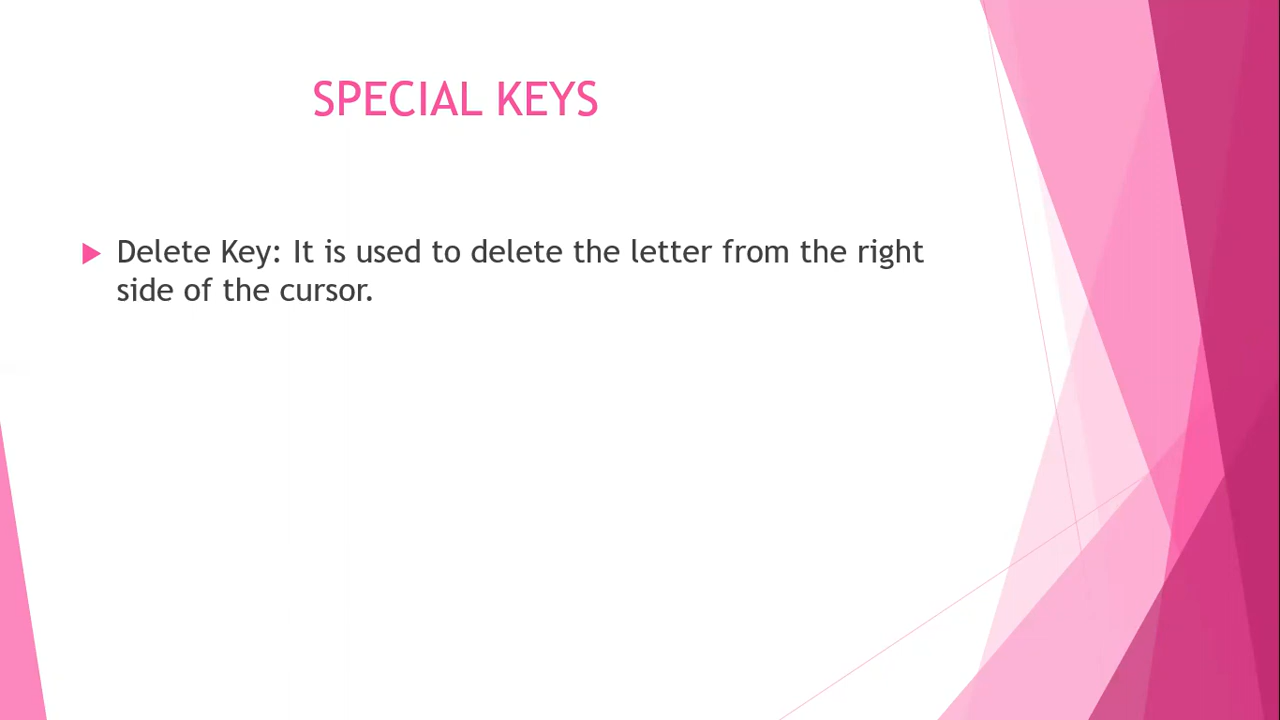 SPECIAL KEYS
Delete Key: It is used to delete the letter from the right
side of the cursor.